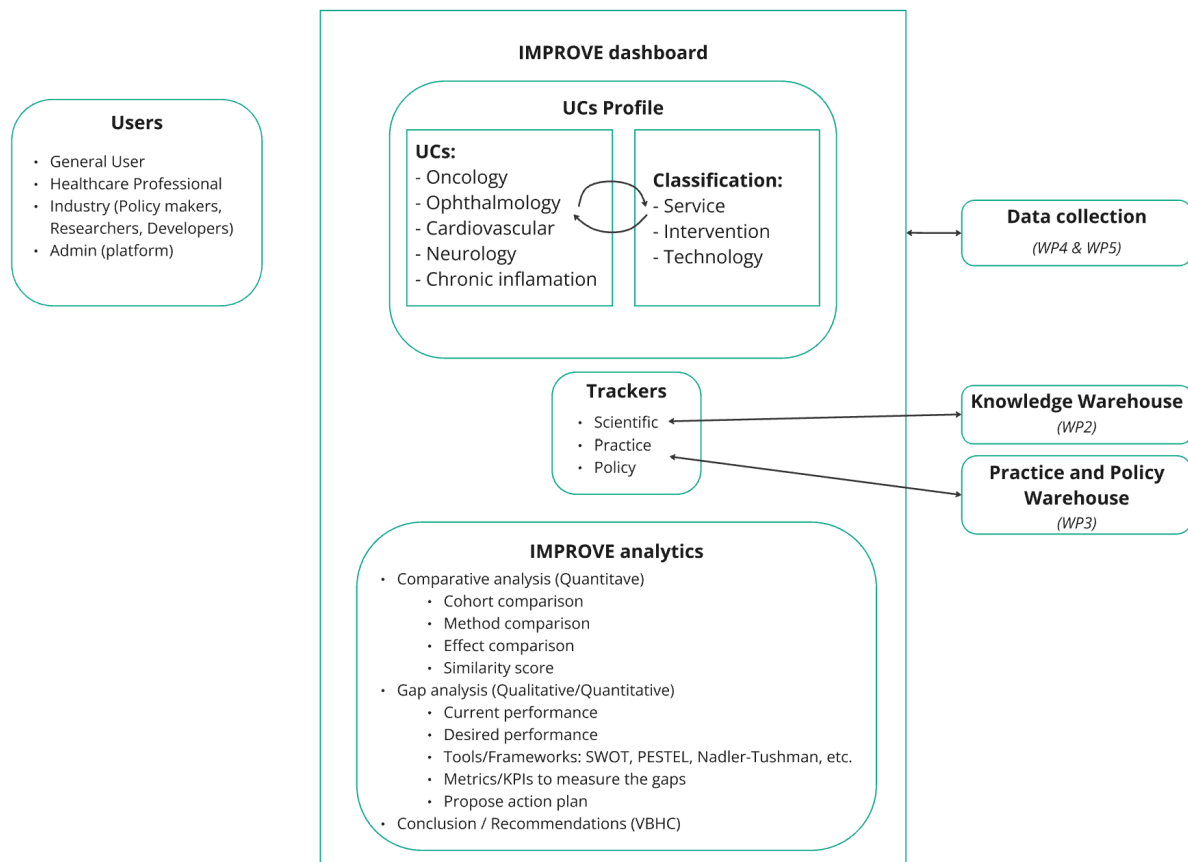 IMPROVE dashboard
Users
• General User
• Healthcare Professional
• Industry (Policy makers,
Researchers, Developers)
• Admin (platform)
UCs Profile
UCs:
- Oncology
- Ophthalmology
- Cardiovascular
- Neurology
- Chronic inflamation
Classification:
- Service
- Intervention
- Technology
Data collection
(WP4 & WP5)
Trackers
• Scientific
• Practice
• Policy
Knowledge Warehouse
(WP2)
Practice and Policy
Warehouse
(WP3)
IMPROVE analytics
• Comparative analysis (Quantitave)
• Cohort comparison
• Method comparison
• Effect comparison
• Similarity score
• Gap analysis (Qualitative/Quantitative)
• Current performance
• Desired performance
• Tools/Frameworks: SWOT, PESTEL, Nadler-Tushman, etc.
• Metrics/KPIs to measure the gaps
• Propose action plan
• Conclusion / Recommendations (VBHC)